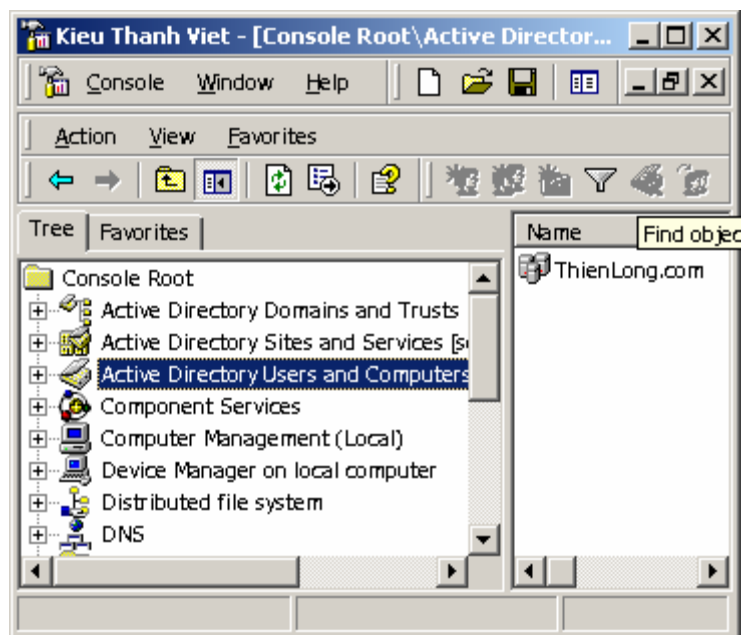 Kieu Thanh Viet - [Console Root\Active Director...
Console Window Help
Action View Favorites
Tree Favorites
Console Root
Active Directory Domains and Trusts
Active Directory Sites and Services [s
Active Directory Users and Computers
Component Services
Computer Management (Local)
Device Manager on local computer
Distributed file system
DNS
Name
Find objec
ThienLong.com